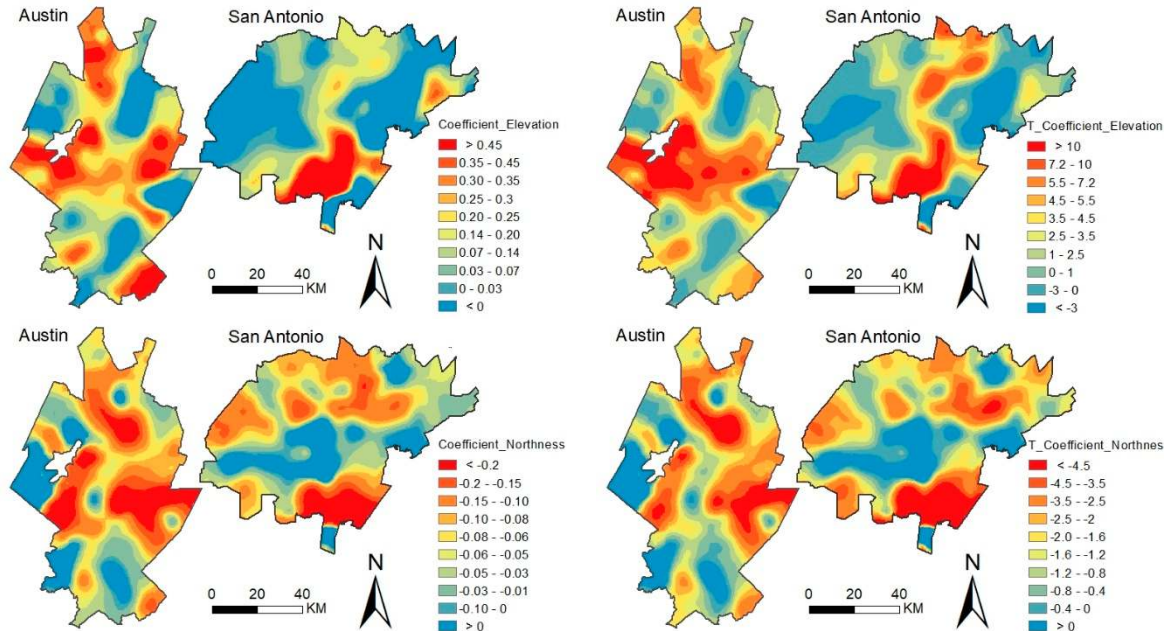 Austin
San Antonio
Coefficient_Elevation
> 0.45
0.35 - 0.45
0.30 - 0.35
0.25 - 0.3
0.20 - 0.25
0.14 - 0.20
0.07 - 0.14
0.03 - 0.07
0 - 0.03
< 0
N
0 20 40
KM
Austin
San Antonio
T_Coefficient_Elevation
> 10
7.2 - 10
5.5 - 7.2
4.5 - 5.5
3.5 - 4.5
2.5 - 3.5
1 - 2.5
0 - 1
-3 - 0
< -3
N
0 20 40
KM
Austin
San Antonio
Coefficient_Northness
< -0.2
-0.2 - -0.15
-0.15 - -0.10
-0.10 - -0.08
-0.08 - -0.06
-0.06 - -0.05
-0.05 - -0.03
-0.03 - -0.01
-0.10 - 0
> 0
N
0 20 40
KM
Austin
San Antonio
T_Coefficient_Northnes
< -4.5
-4.5 - -3.5
-3.5 - -2.5
-2.5 - -2
-2.0 - -1.6
-1.6 - -1.2
-1.2 - -0.8
-0.8 - -0.4
-0.4 - 0
> 0
N
0 20 40
KM